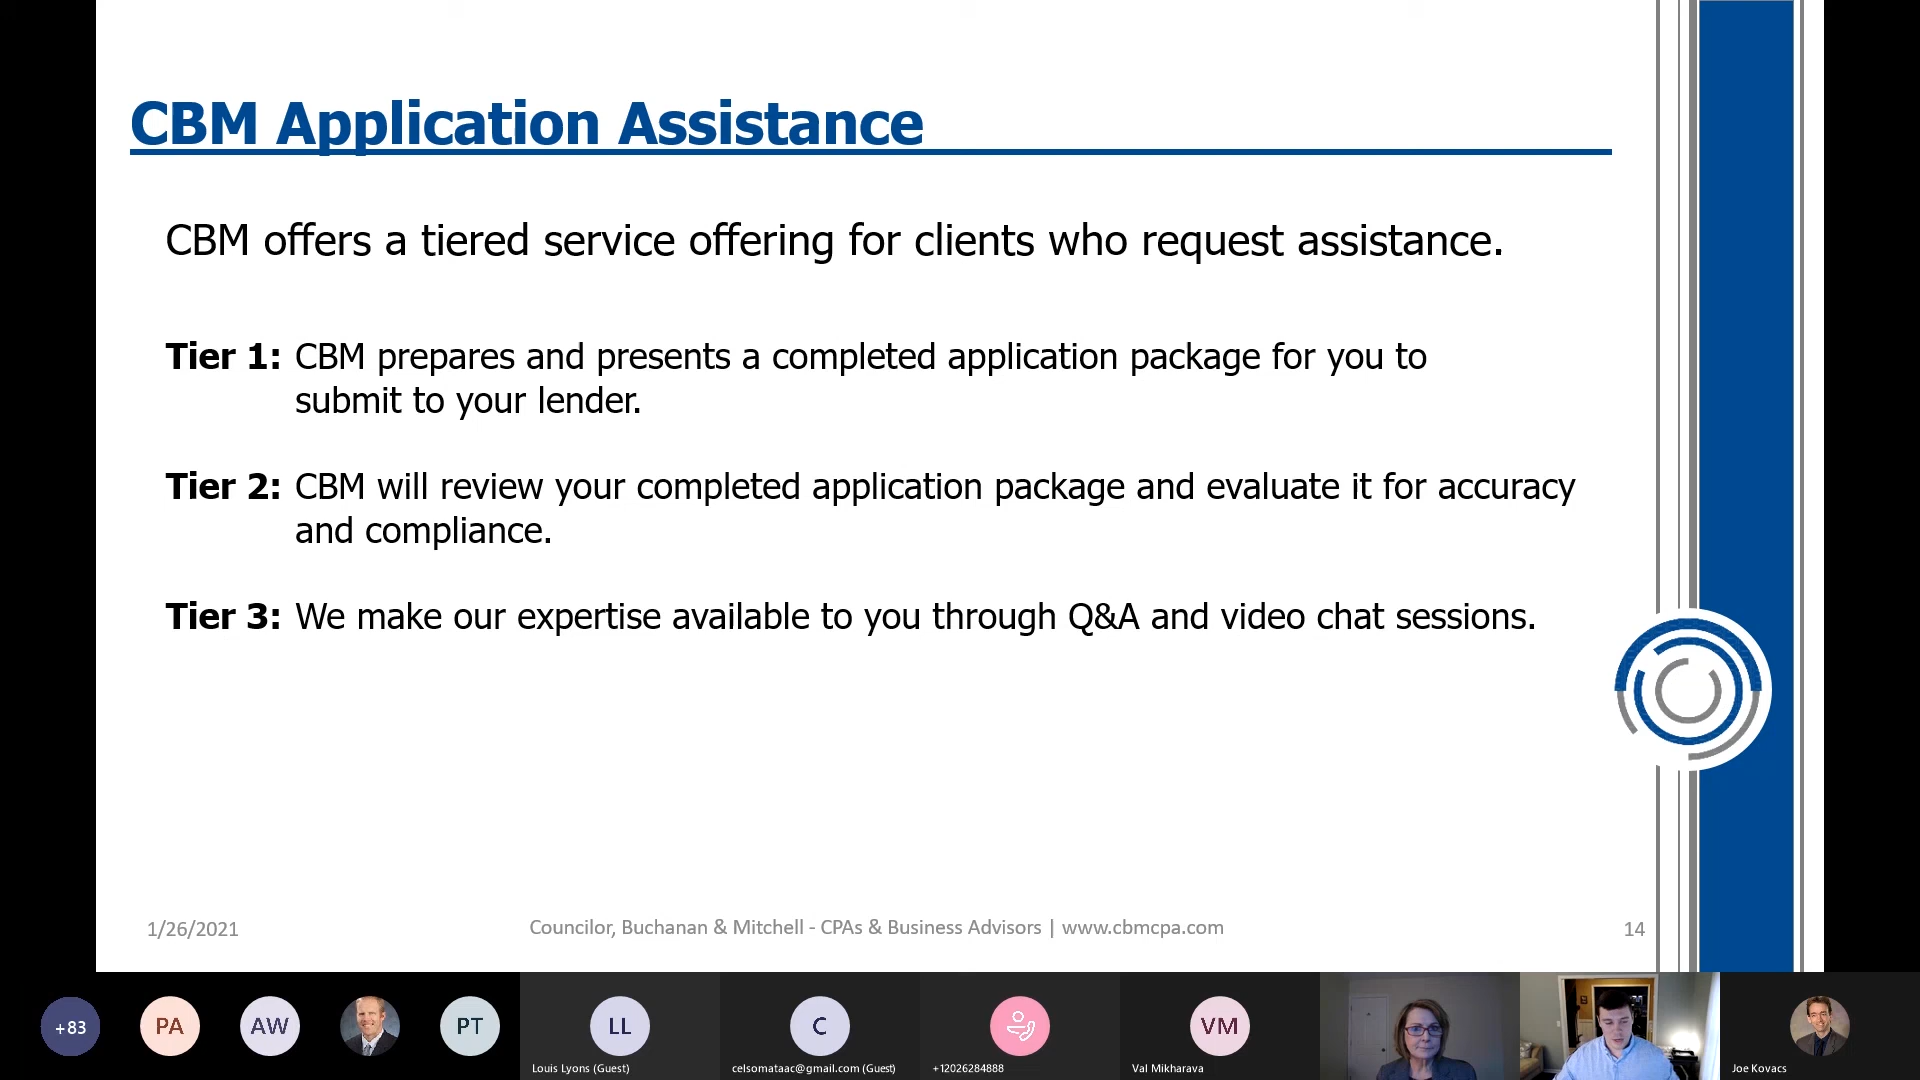 CBM Application Assistance
CBM offers a tiered service offering for clients who request assistance.
Tier 1: CBM prepares and presents a completed application package for you to
submit to your lender.
Tier 2: CBM will review your completed application package and evaluate it for accuracy
and compliance.
Tier 3: We make our expertise available to you through Q&A and video chat sessions.
1/26/2021
Councilor, Buchanan & Mitchell - CPAs & Business Advisors | www.cbmcpa.com
14
+83
PA
AW
PT
LL
C
VM
Louis Lyons (Guest)
celsomataac@gmail.com (Guest)
+12026284888
Val Mikharava
Joe Kovacs